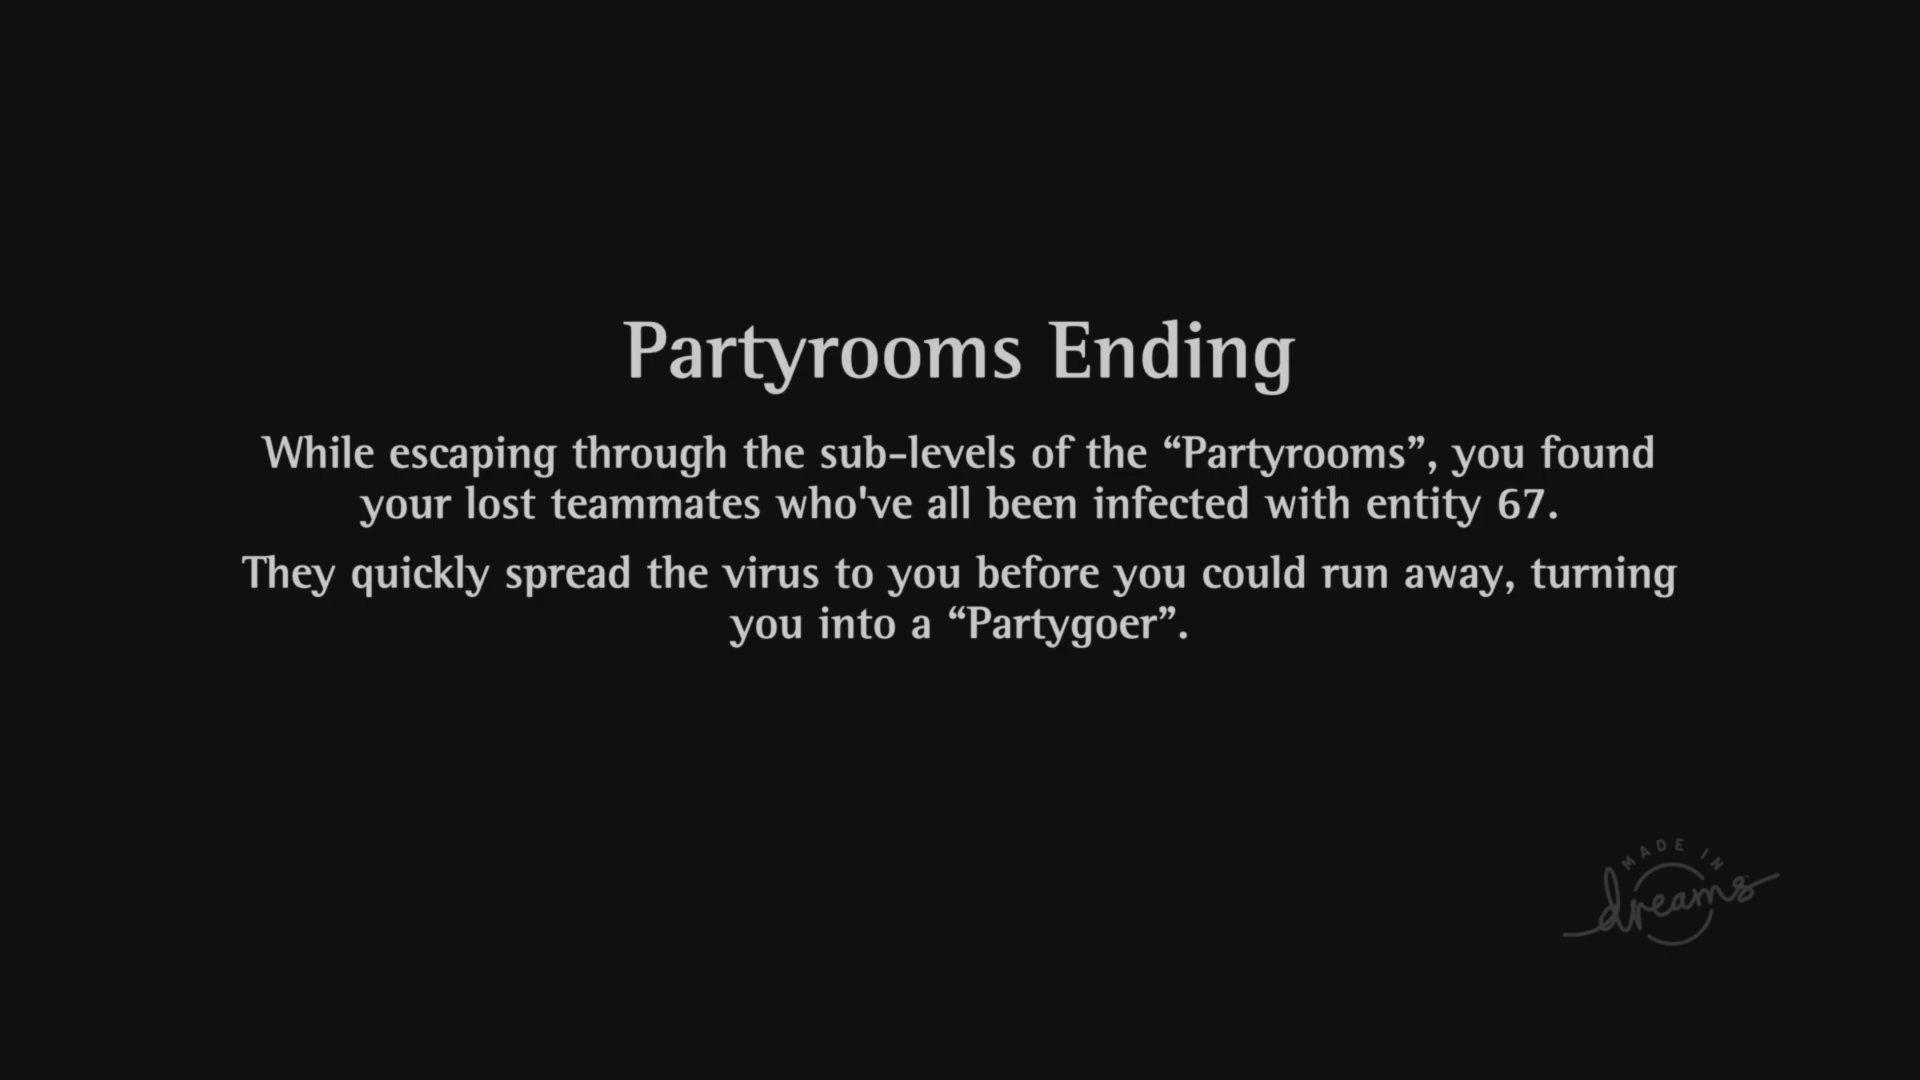 Partyrooms Ending
While escaping through the sub-levels of the “Partyrooms”, you found
your lost teammates who've all been infected with entity 67.
They quickly spread the virus to you before you could run away, turning
you into a “Partygoer”.
MADE IN
dreams